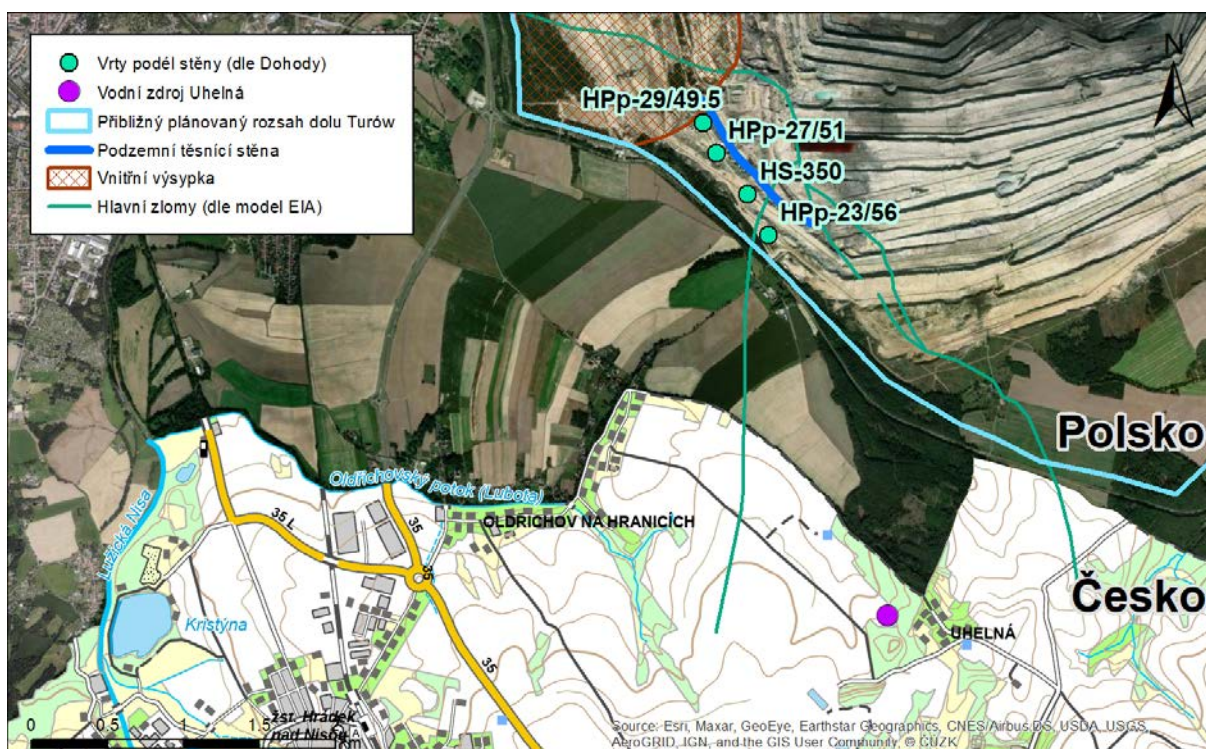 Vrty podél stěny (dle Dohody)
Vodní zdroj Uhelná
Přibližný plánovaný rozsah dolu Turów
Podzemní těsnící stěna
Vnitřní výsypka
Hlavní zlomy (dle model EIA)
N
HPp-29/49.5
HPp-27/51
HS-350
HPp-23/56
Polsko
Česko
Oldřichovský potok (Lubota)
OLDŘICHOV NA HRANICÍCH
Lužická Nisa
35 L
35
35
35
Kristýna
UHELNÁ
žst. Hrádek
nad Nisou
0 0.5 1 1.5
Source: Esri, Maxar, GeoEye, Earthstar Geographics, CNES/Airbus DS, USDA, USGS,
AeroGRID, IGN, and the GIS User Community, © ČÚZK